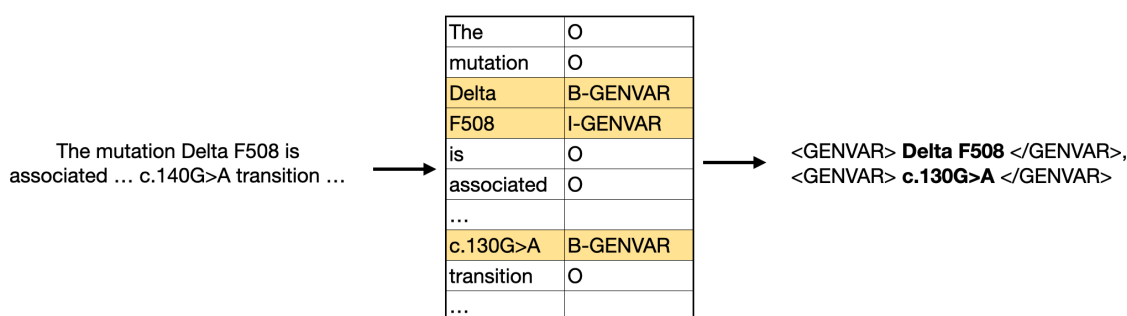 The mutation Delta F508 is
associated … c.140G>A transition …
The O
mutation O
Delta B-GENVAR
F508 I-GENVAR
is O
associated O
…
c.130G>A B-GENVAR
transition O
…
<GENVAR> Delta F508 </GENVAR>,
<GENVAR> c.130G>A </GENVAR>